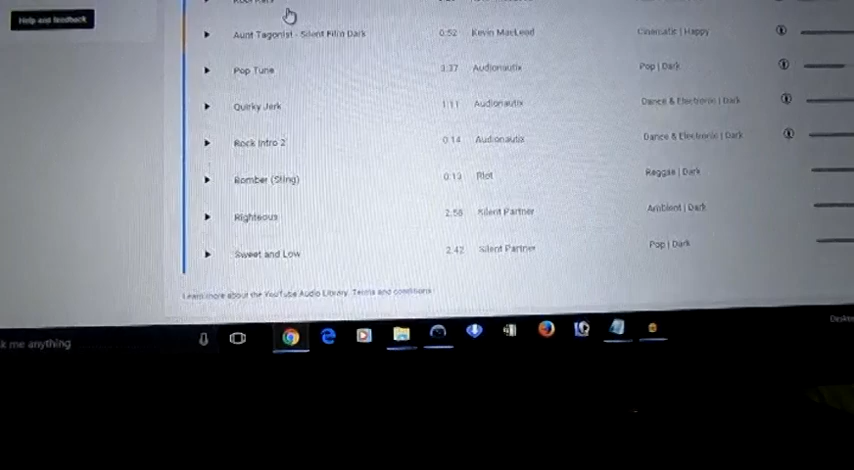 Help and feedback
Aunt Tagonist - Silent Film Dark 0:52 Kevin MacLeod Cinematic | Happy
Pop Tune 3:37 Audionautix Pop | Dark
Quirky Jerk 1:11 Audionautix Dance & Electronic | Dark
Rock Intro 2 0:14 Audionautix Dance & Electronic | Dark
Bomber (Sting) 0:13 Riot Reggae | Dark
Righteous 2:58 Silent Partner Ambient | Dark
Sweet and Low 2:42 Silent Partner Pop | Dark
Learn more about the YouTube Audio Library. Terms and conditions
k me anything